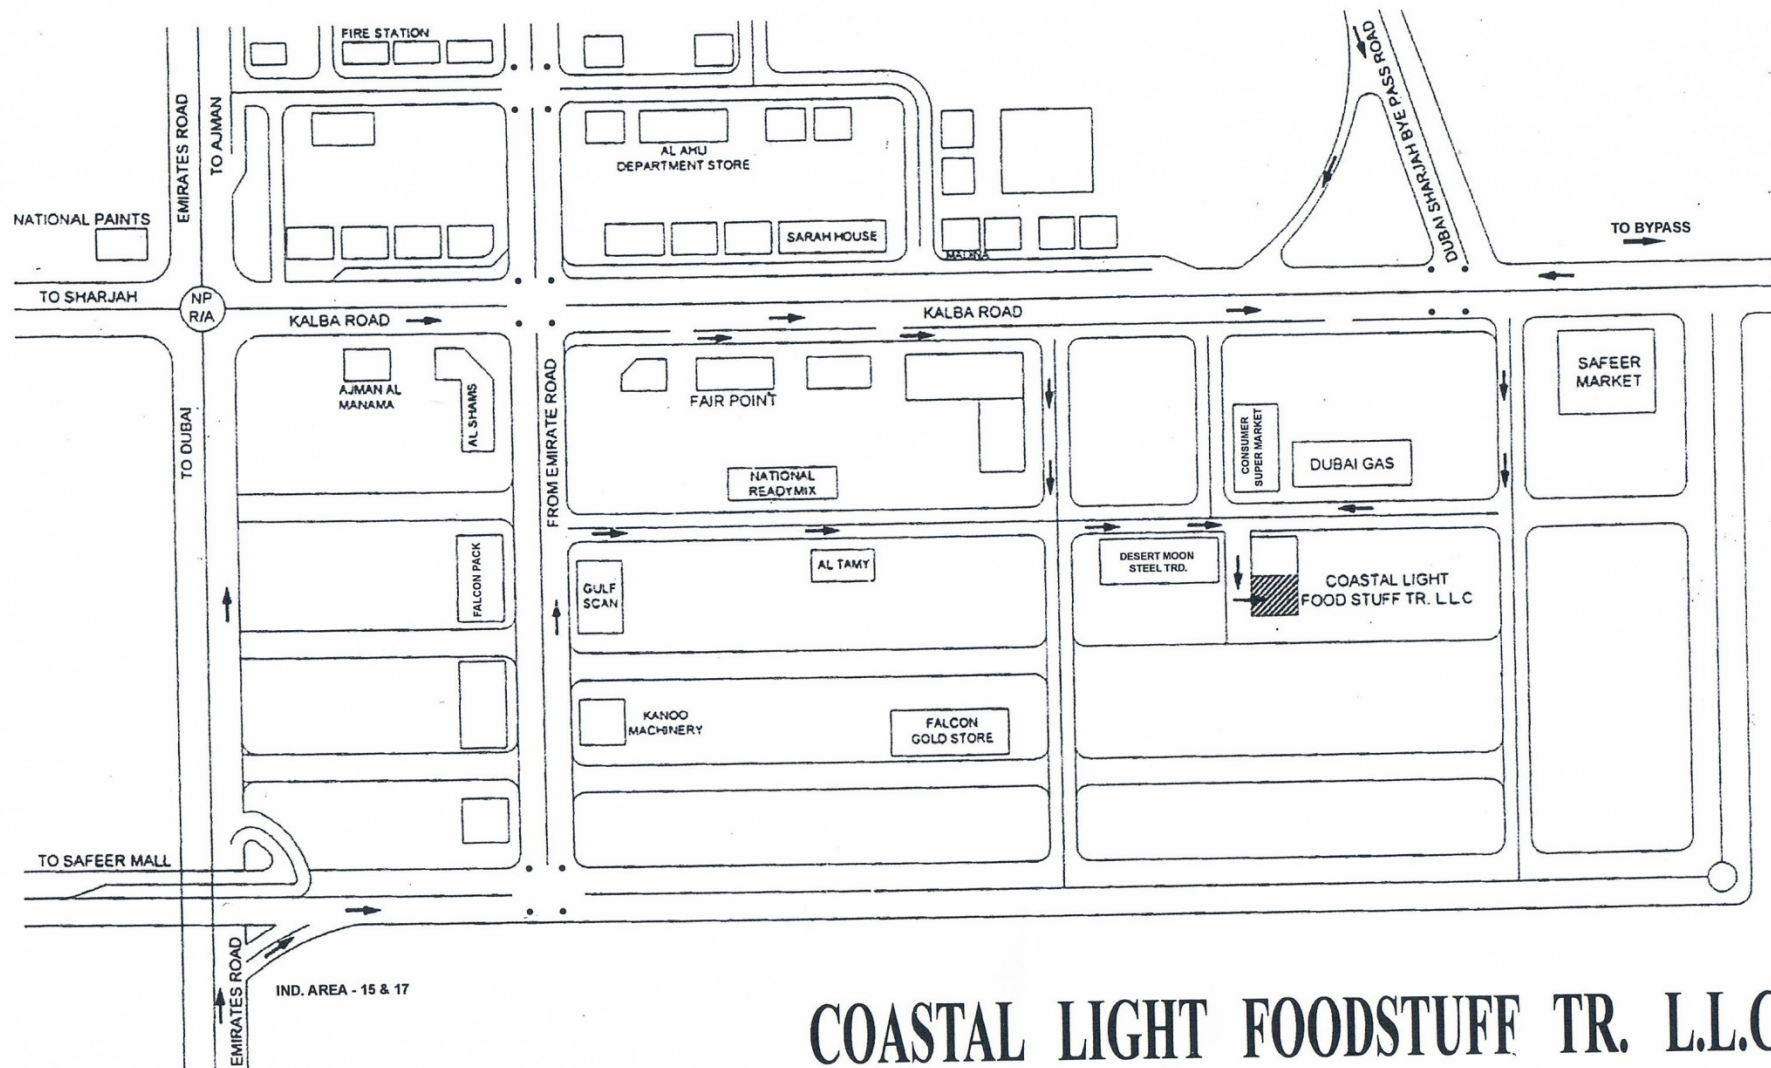 FIRE STATION
EMIRATES ROAD
TO AJMAN
AL AHU
DEPARTMENT STORE
DUBAI SHARJAH BYE PASS ROAD
NATIONAL PAINTS
SARAH HOUSE
MADINA
TO BYPASS
TO SHARJAH
NP
R/A
KALBA ROAD
KALBA ROAD
AJMAN AL
MANAMA
AL SHAMS
FROM EMIRATE ROAD
FAIR POINT
SAFEER
MARKET
TO DUBAI
NATIONAL
READYMIX
CONSUMER
SUPER MARKET
DUBAI GAS
FALCON PACK
GULF
SCAN
AL TAMY
DESERT MOON
STEEL TRD.
COASTAL LIGHT
FOOD STUFF TR. L.L.C
KANOO
MACHINERY
FALCON
GOLD STORE
TO SAFEER MALL
EMIRATES ROAD
IND. AREA - 15 & 17
COASTAL LIGHT FOODSTUFF TR. L.L.C